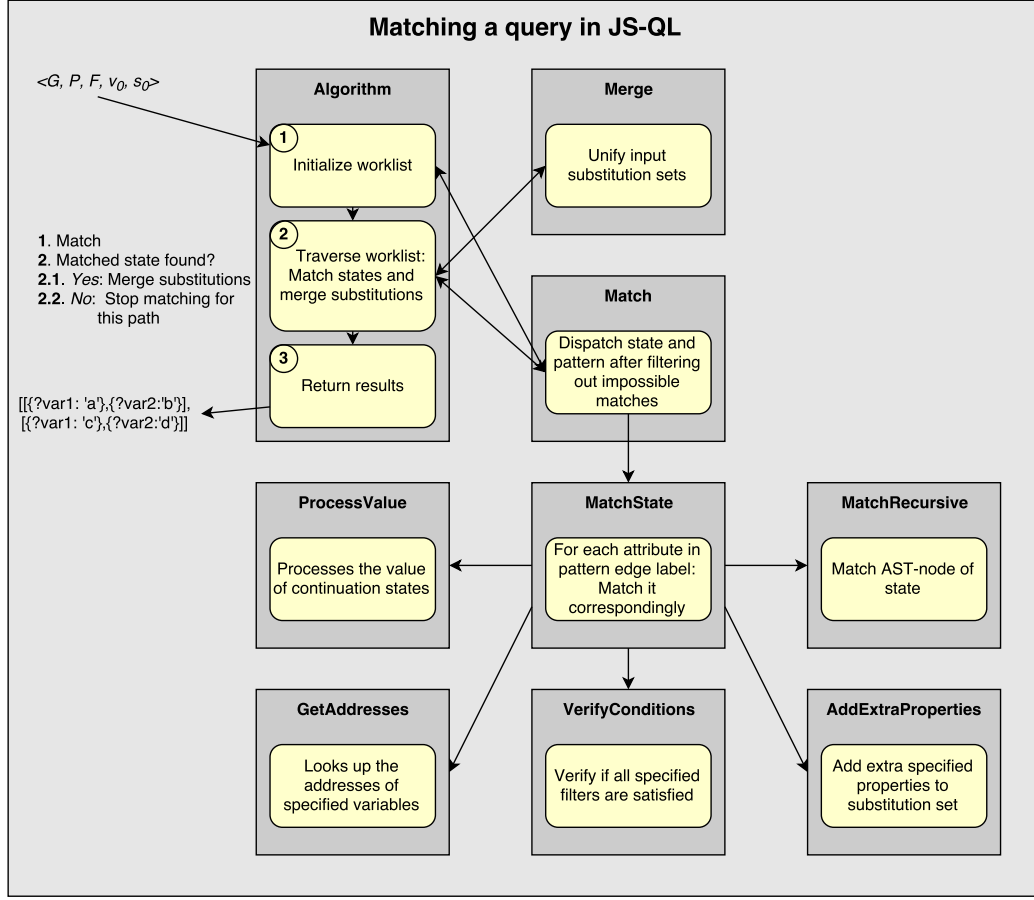 Matching a query in JS-QL
<G, P, F, v0, s0>
Algorithm
1
Initialize worklist
2
Traverse worklist:
Match states and
merge substitutions
3
Return results
Merge
Unify input
substitution sets
1. Match
2. Matched state found?
2.1. Yes: Merge substitutions
2.2. No: Stop matching for
this path
Match
Dispatch state and
pattern after filtering
out impossible
matches
[[{?var1: 'a'},{?var2:'b'}],
[{?var1: 'c'},{?var2:'d'}]]
ProcessValue
Processes the value
of continuation states
MatchState
For each attribute in
pattern edge label:
Match it
correspondingly
MatchRecursive
Match AST-node of
state
GetAddresses
Looks up the
addresses of
specified variables
VerifyConditions
Verify if all specified
filters are satisfied
AddExtraProperties
Add extra specified
properties to
substitution set